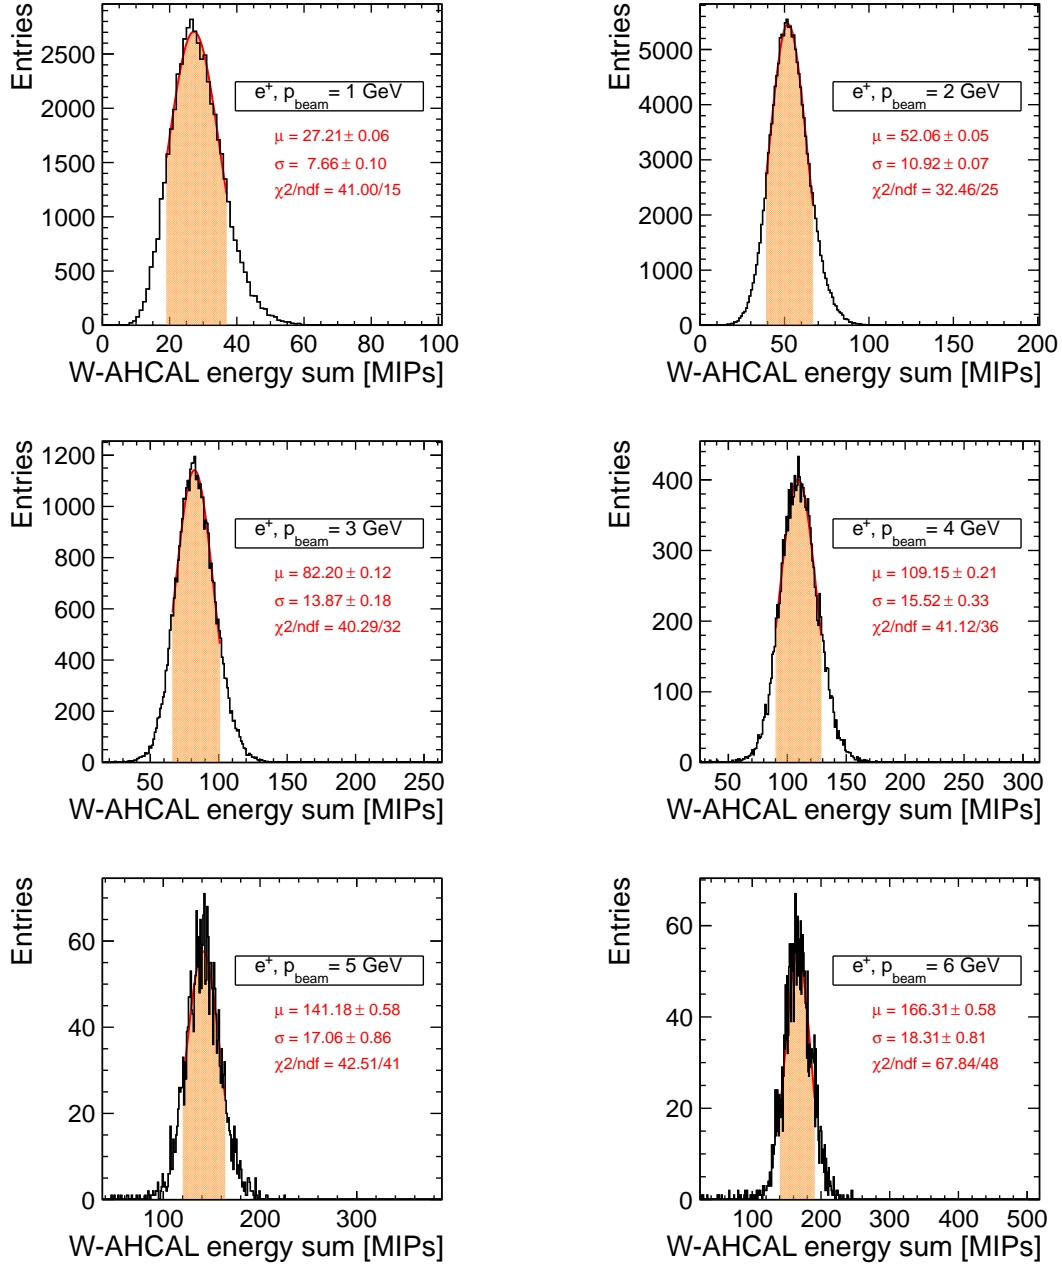 Entries
2500
2000
1500
1000
500
0
e⁺, p_beam = 1 GeV
μ = 27.21 ± 0.06
σ = 7.66 ± 0.10
χ2/ndf = 41.00/15
0 20 40 60 80 100
W-AHCAL energy sum [MIPs]
Entries
5000
4000
3000
2000
1000
0
e⁺, p_beam = 2 GeV
μ = 52.06 ± 0.05
σ = 10.92 ± 0.07
χ2/ndf = 32.46/25
0 50 100 150 200
W-AHCAL energy sum [MIPs]
Entries
1200
1000
800
600
400
200
0
e⁺, p_beam = 3 GeV
μ = 82.20 ± 0.12
σ = 13.87 ± 0.18
χ2/ndf = 40.29/32
50 100 150 200 250
W-AHCAL energy sum [MIPs]
Entries
400
300
200
100
0
e⁺, p_beam = 4 GeV
μ = 109.15 ± 0.21
σ = 15.52 ± 0.33
χ2/ndf = 41.12/36
50 100 150 200 250 300
W-AHCAL energy sum [MIPs]
Entries
60
40
20
0
e⁺, p_beam = 5 GeV
μ = 141.18 ± 0.58
σ = 17.06 ± 0.86
χ2/ndf = 42.51/41
100 200 300
W-AHCAL energy sum [MIPs]
Entries
60
40
20
0
e⁺, p_beam = 6 GeV
μ = 166.31 ± 0.58
σ = 18.31 ± 0.81
χ2/ndf = 67.84/48
100 200 300 400 500
W-AHCAL energy sum [MIPs]